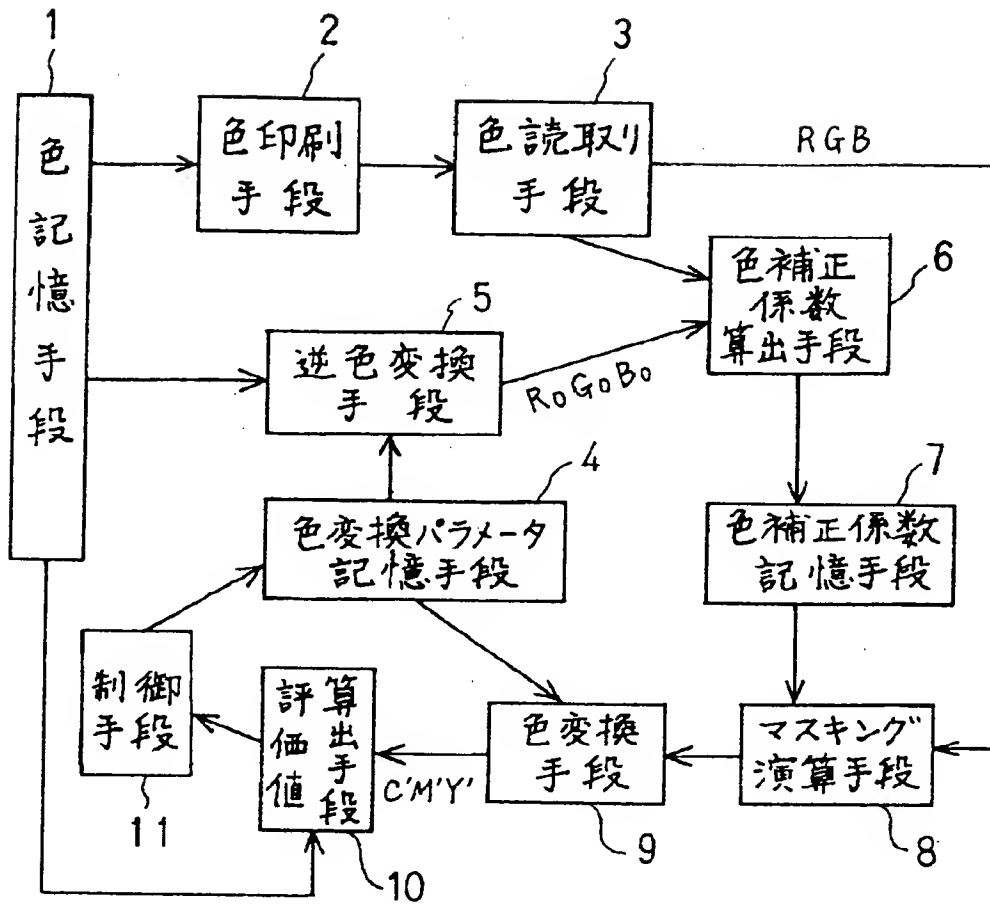 1
色記憶手段
2
色印刷
手段
3
色読取り
手段
RGB
色補正
係数
算出手段
6
5
逆色変換
手段
R0G0B0
4
色変換パラメータ
記憶手段
7
色補正係数
記憶手段
制御
手段
11
評価値
算出手段
10
C'M'Y'
色変換
手段
9
マスキング
演算手段
8